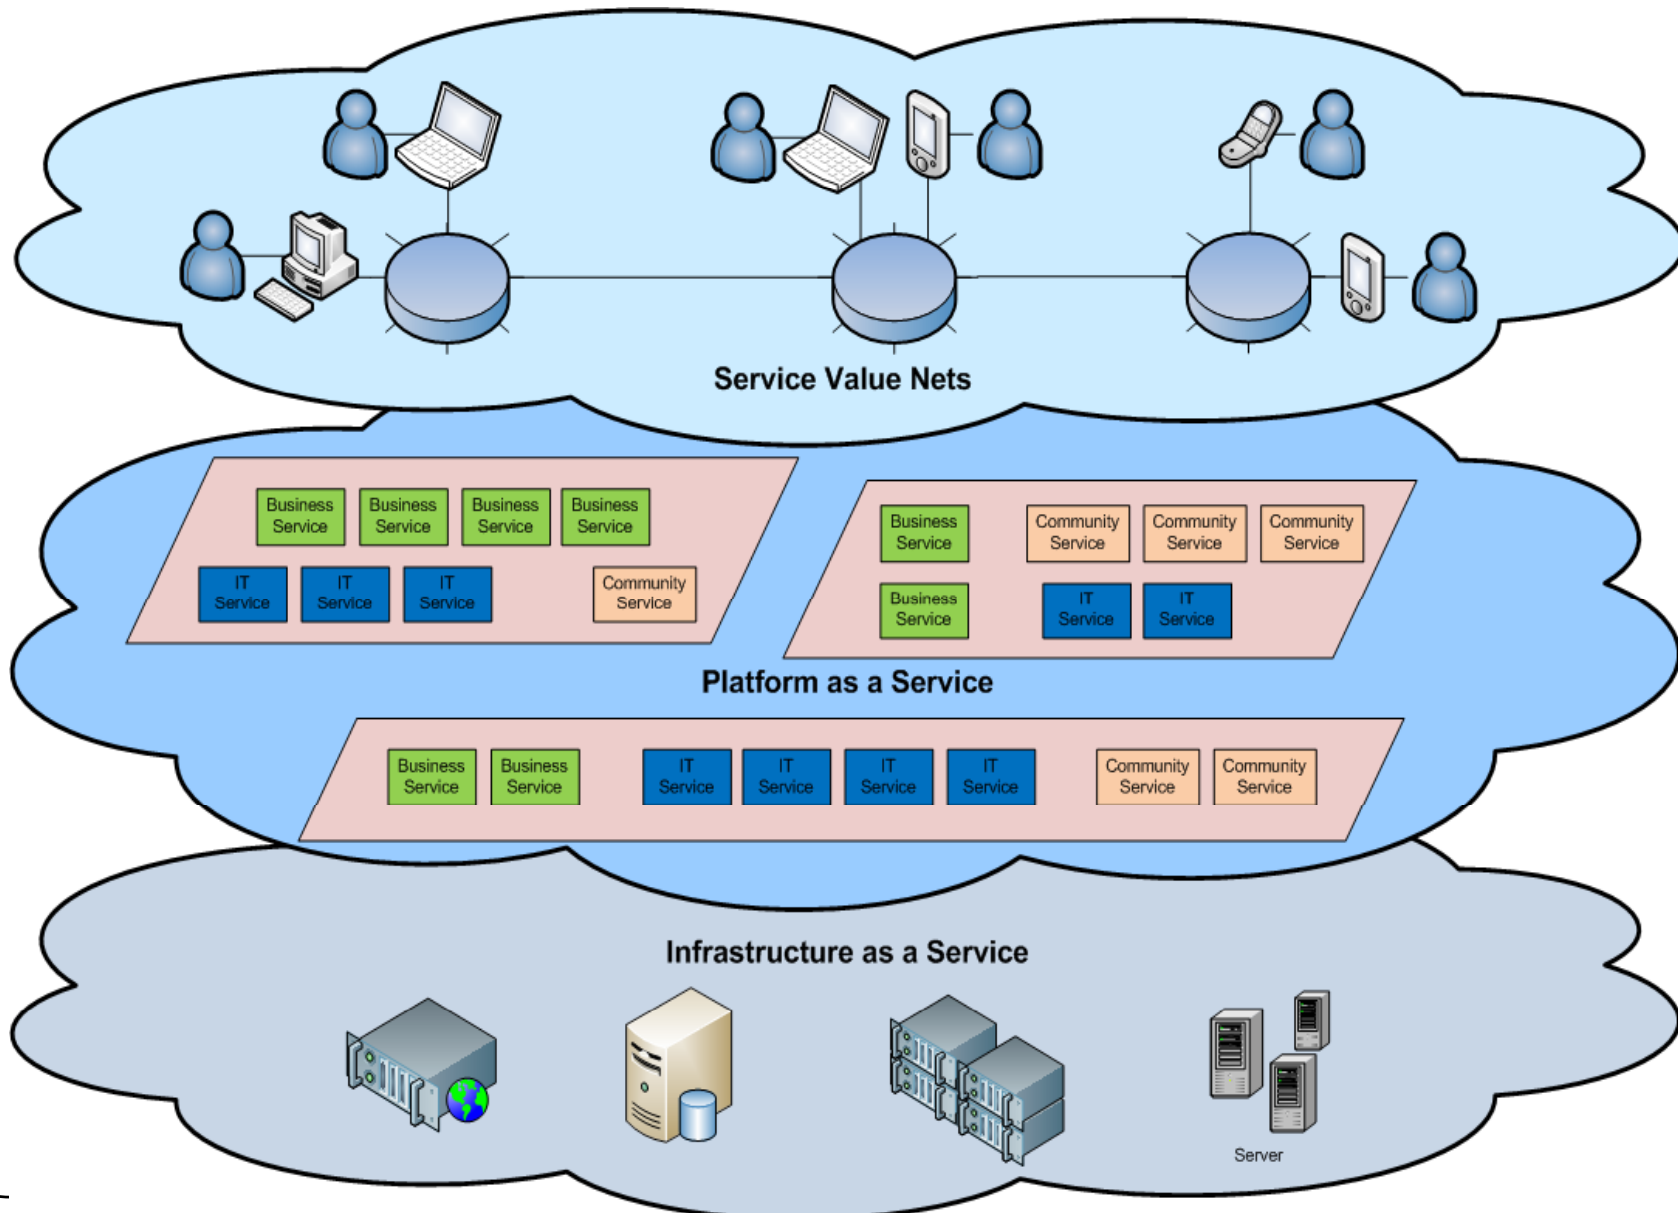 Service Value Nets
Business
Service
Business
Service
Business
Service
Business
Service
IT
Service
IT
Service
IT
Service
Community
Service
Business
Service
Community
Service
Community
Service
Community
Service
Business
Service
IT
Service
IT
Service
Platform as a Service
Business
Service
Business
Service
IT
Service
IT
Service
IT
Service
IT
Service
Community
Service
Community
Service
Infrastructure as a Service
Server